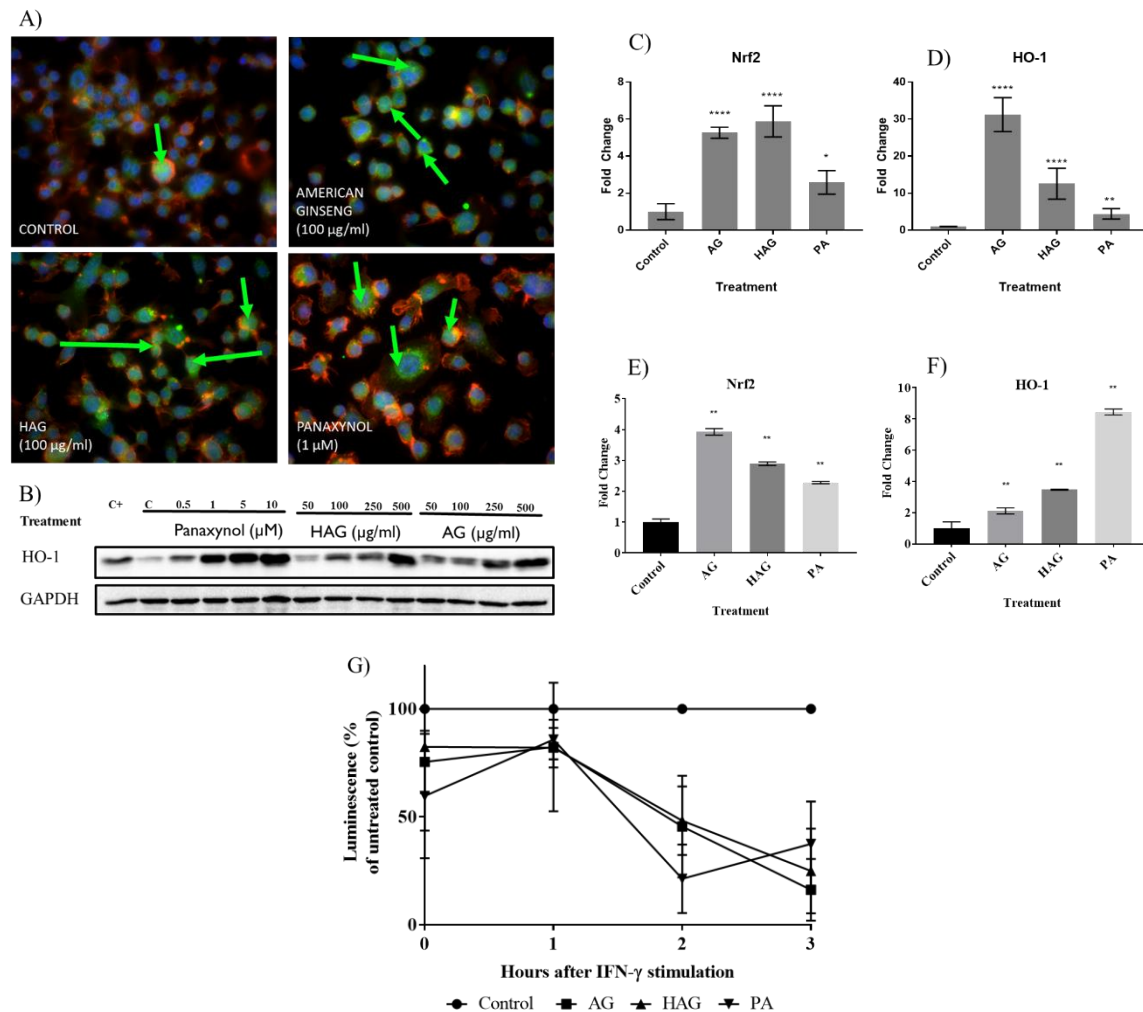 A)
CONTROL
AMERICAN
GINSENG
(100 µg/ml)
HAG
(100 µg/ml)
PANAXYNOL
(1 µM)
B)
Treatment
C+ C 0.5 1 5 10 50 100 250 500 50 100 250 500
Panaxynol (µM) HAG (µg/ml) AG (µg/ml)
HO-1
GAPDH
C)
Nrf2
Fold Change
8
6
4
2
0
****
****
*
Control AG HAG PA
Treatment
D)
HO-1
Fold Change
40
30
20
10
0
****
****
**
Control AG HAG PA
Treatment
E)
Nrf2
Fold Change
5
4
3
2
1
0
**
**
**
Control AG HAG PA
Treatment
F)
HO-1
Fold Change
10
8
6
4
2
0
**
**
**
Control AG HAG PA
Treatment
G)
Luminescence (%
of untreated control)
100
50
0
0 1 2 3
Hours after IFN-γ stimulation
Control AG HAG PA